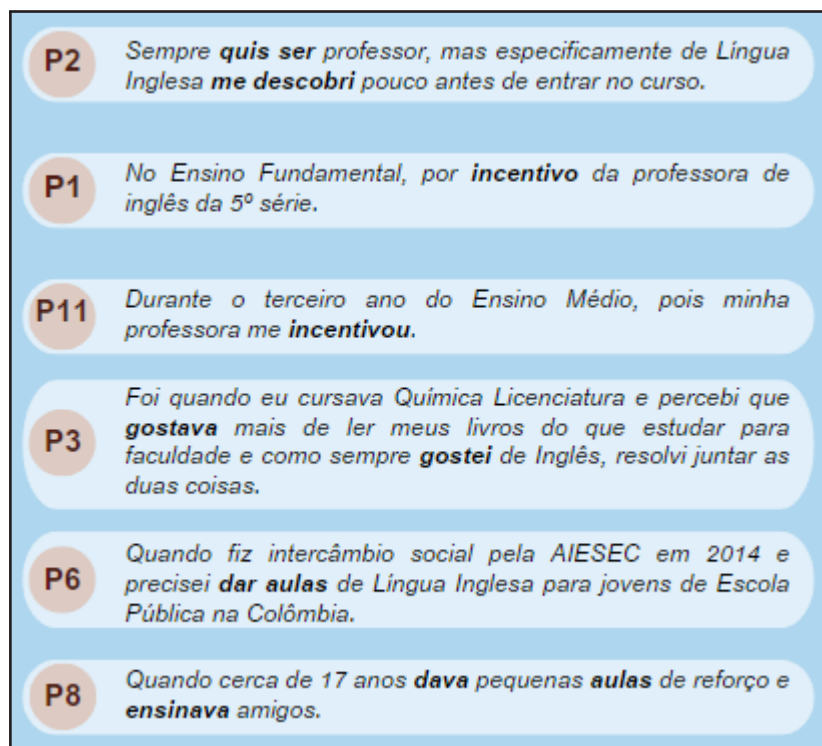 P2
Sempre quis ser professor, mas especificamente de Língua
Inglesa me descobri pouco antes de entrar no curso.
P1
No Ensino Fundamental, por incentivo da professora de
inglês da 5º série.
P11
Durante o terceiro ano do Ensino Médio, pois minha
professora me incentivou.
P3
Foi quando eu cursava Química Licenciatura e percebi que
gostava mais de ler meus livros do que estudar para
faculdade e como sempre gostei de Inglês, resolvi juntar as
duas coisas.
P6
Quando fiz intercâmbio social pela AIESEC em 2014 e
precisei dar aulas de Língua Inglesa para jovens de Escola
Pública na Colômbia.
P8
Quando cerca de 17 anos dava pequenas aulas de reforço e
ensinava amigos.